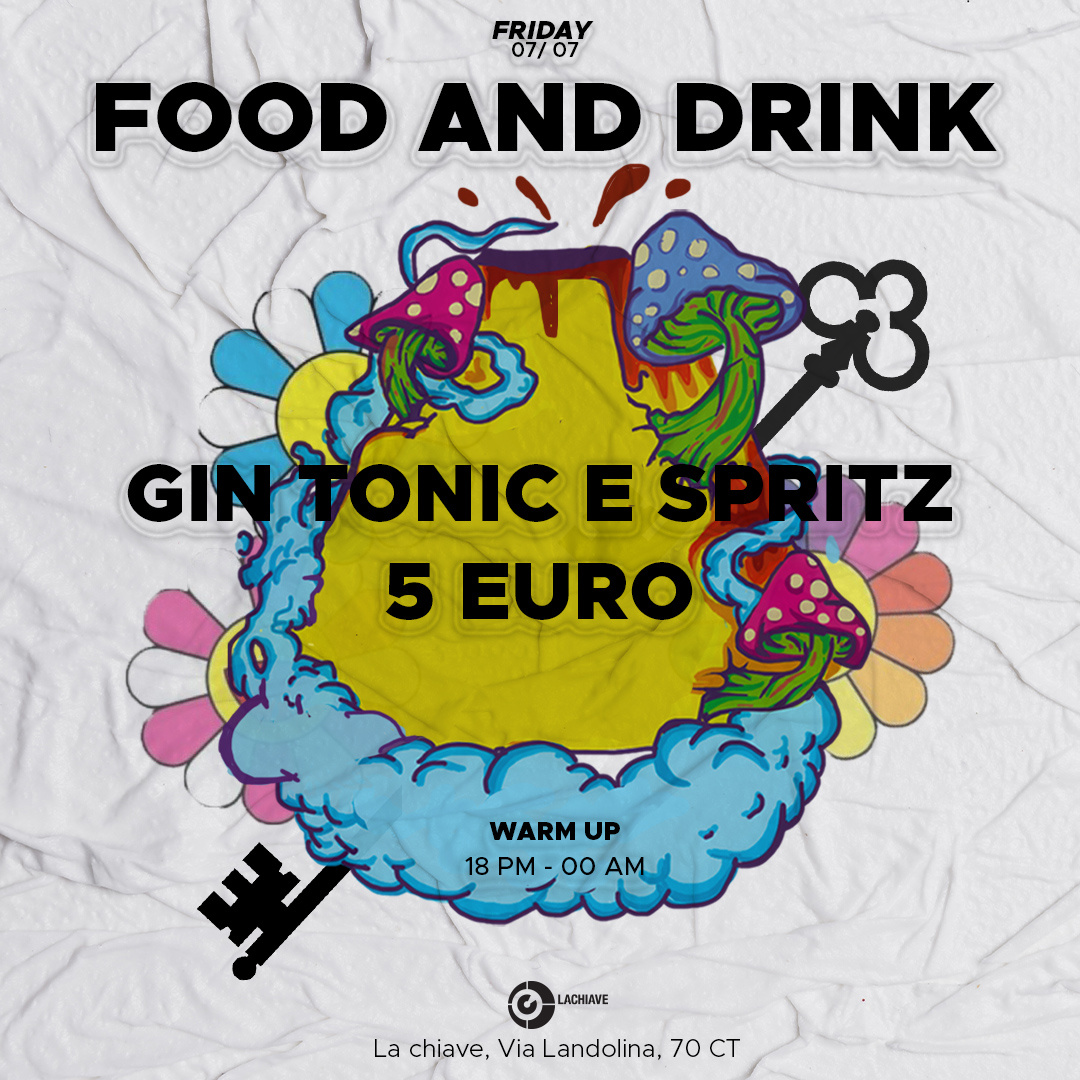 FRIDAY
07/ 07
FOOD AND DRINK
GIN TONIC E SPRITZ
5 EURO
WARM UP
18 PM - 00 AM
LACHIAVE
La chiave, Via Landolina, 70 CT